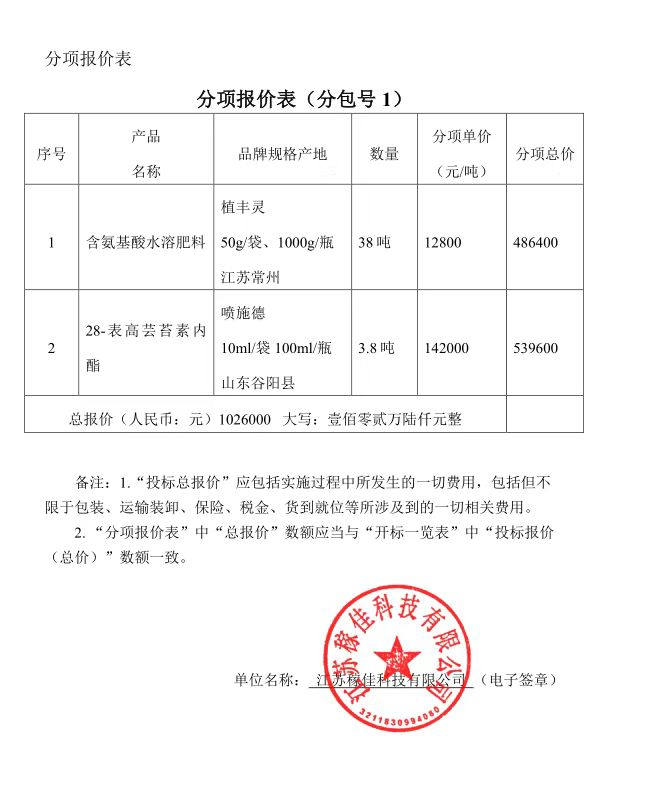 分项报价表
分项报价表（分包号 1）
序号 产品名称 品牌规格产地 数量 分项单价（元/吨） 分项总价
1 含氨基酸水溶肥料 植丰灵 50g/袋、1000g/瓶 江苏常州 38 吨 12800 486400
2 28-表高芸苔素内酯 喷施德 10ml/袋 100ml/瓶 山东谷阳县 3.8 吨 142000 539600
总报价（人民币：元）1026000 大写：壹佰零贰万陆仟元整
备注：1.“投标总报价”应包括实施过程中所发生的一切费用，包括但不
限于包装、运输装卸、保险、税金、货到就位等所涉及到的一切相关费用。
2. “分项报价表”中“总报价”数额应当与“开标一览表”中“投标报价
（总价）”数额一致。
单位名称： 江苏稼佳科技有限公司 （电子签章）
江苏稼佳科技有限公司
3211830994080